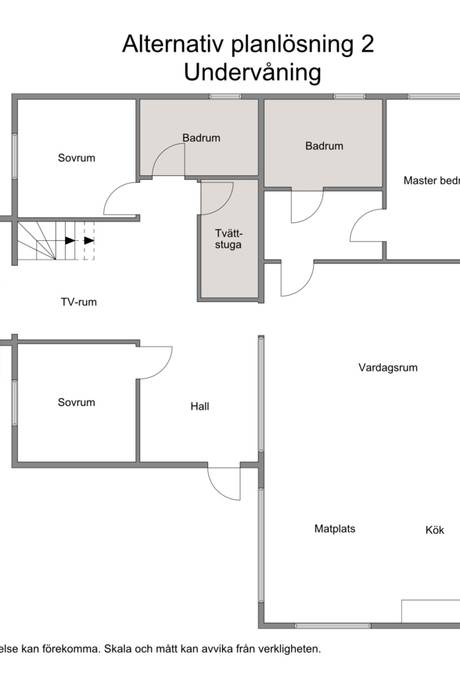 Alternativ planlösning 2
Undervåning
Badrum
Badrum
Sovrum
Master bedr
Tvätt-
stuga
TV-rum
Vardagsrum
Sovrum
Hall
Matplats
Kök
else kan förekomma. Skala och mått kan avvika från verkligheten.